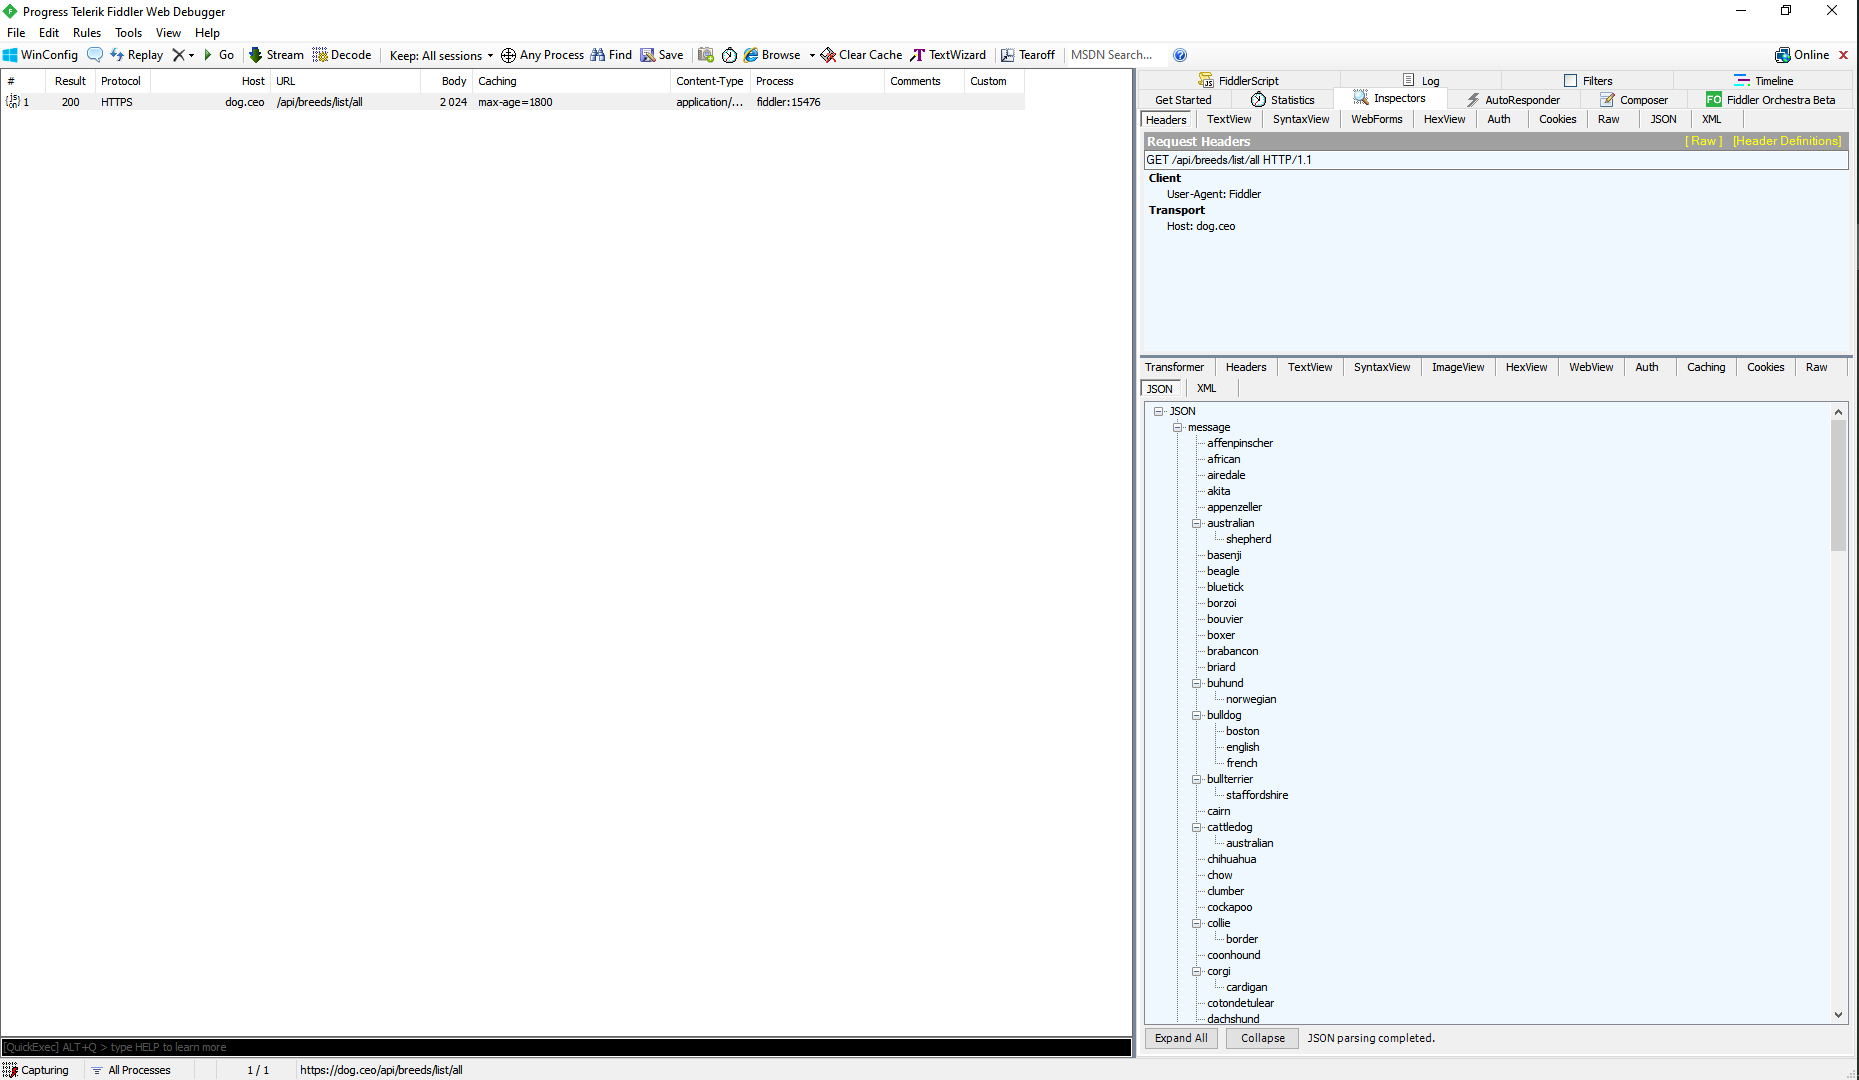 Progress Telerik Fiddler Web Debugger
File Edit Rules Tools View Help
WinConfig Replay Go Stream Decode Keep: All sessions Any Process Find Save Browse Clear Cache TextWizard Tearoff MSDN Search... Online
# Result Protocol Host URL Body Caching Content-Type Process Comments Custom
1 200 HTTPS dog.ceo /api/breeds/list/all 2 024 max-age=1800 application/... fiddler:15476
FiddlerScript Log Filters Timeline
Get Started Statistics Inspectors AutoResponder Composer FO Fiddler Orchestra Beta
Headers TextView SyntaxView WebForms HexView Auth Cookies Raw JSON XML
Request Headers [ Raw ] [Header Definitions]
GET /api/breeds/list/all HTTP/1.1
Client
User-Agent: Fiddler
Transport
Host: dog.ceo
Transformer Headers TextView SyntaxView ImageView HexView WebView Auth Caching Cookies Raw
JSON XML
JSON
message
affenpinscher
african
airedale
akita
appenzeller
australian
shepherd
basenji
beagle
bluetick
borzoi
bouvier
boxer
brabancon
briard
buhund
norwegian
bulldog
boston
english
french
bullterrier
staffordshire
cairn
cattledog
australian
chihuahua
chow
clumber
cockapoo
collie
border
coonhound
corgi
cardigan
cotondetulear
dachshund
Expand All Collapse JSON parsing completed.
[QuickExec] ALT+Q > type HELP to learn more
Capturing All Processes 1 / 1 https://dog.ceo/api/breeds/list/all